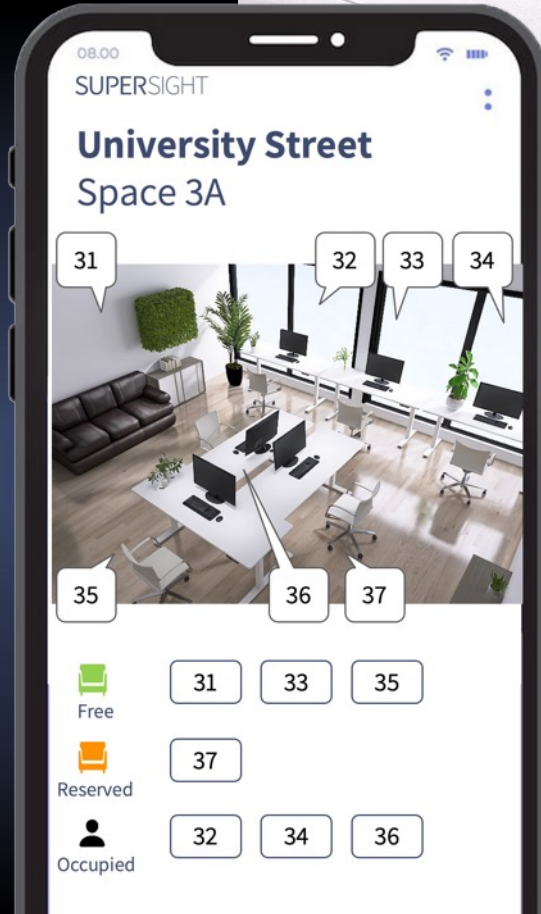 08.00
SUPERSIGHT
University Street
Space 3A
31 32 33 34
35 36 37
Free 31 33 35
Reserved 37
Occupied 32 34 36